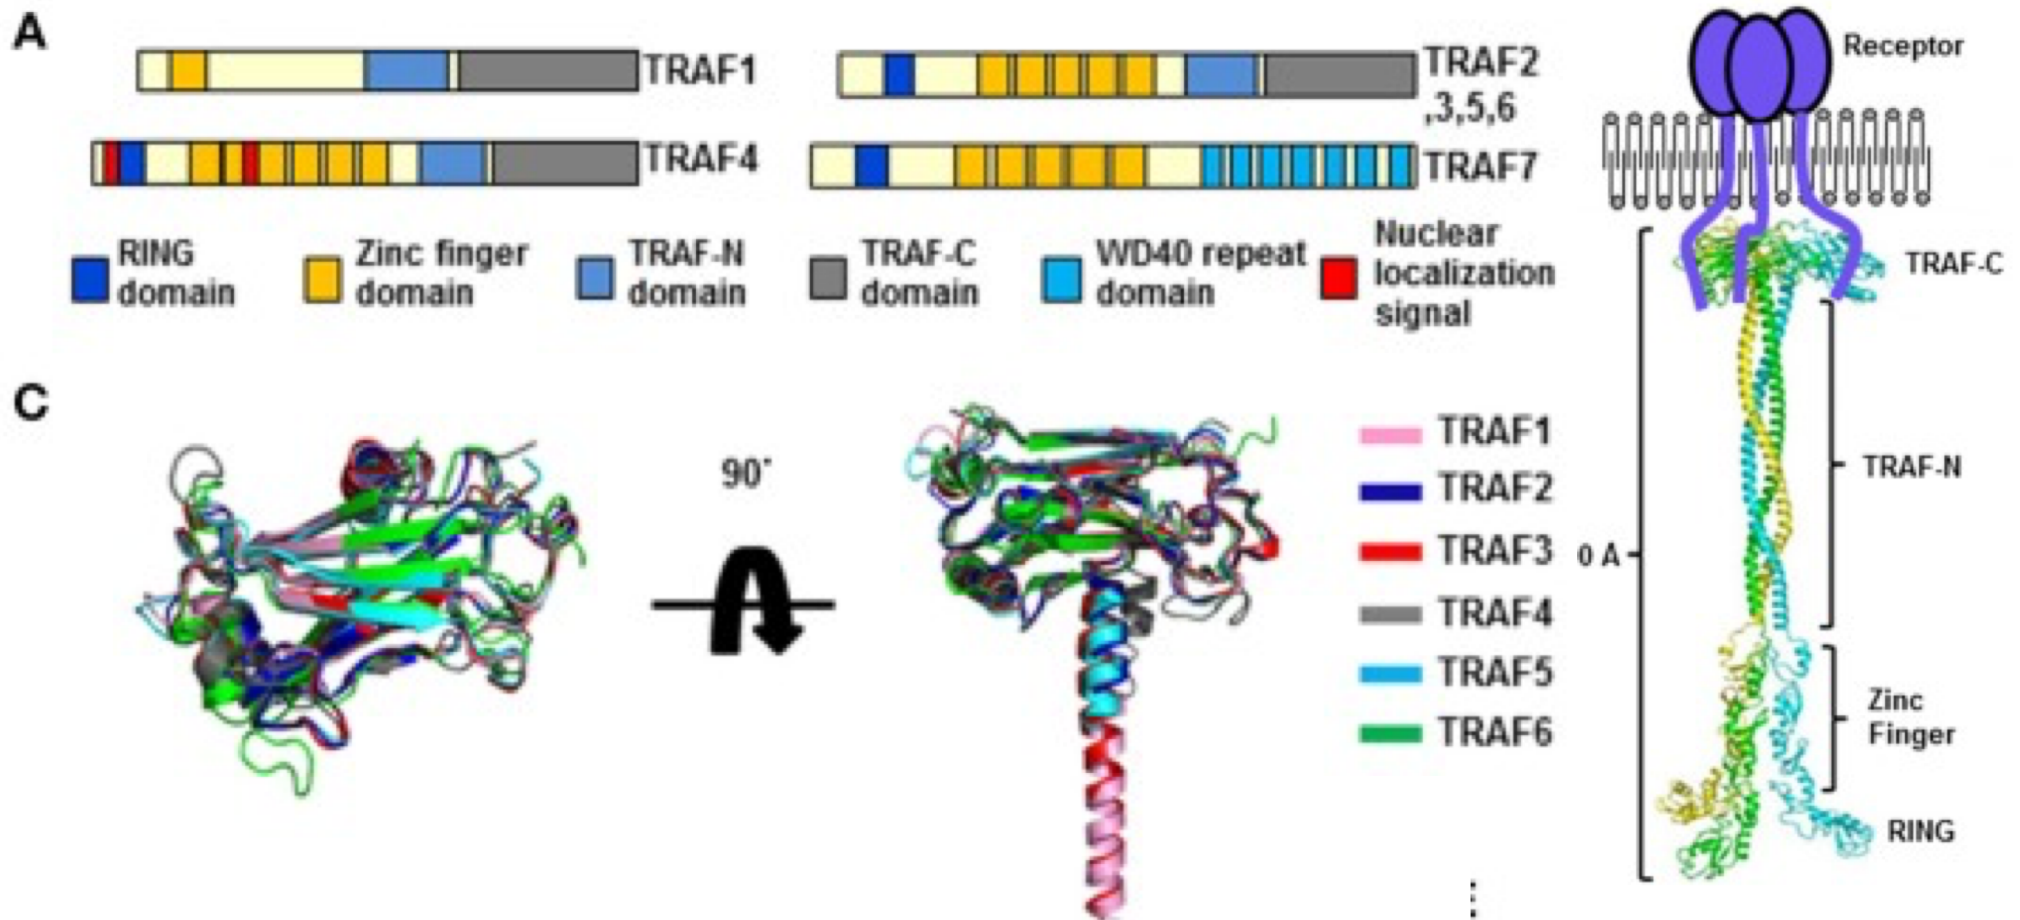 A
TRAF1
TRAF2
,3,5,6
TRAF4
TRAF7
RING
domain
Zinc finger
domain
TRAF-N
domain
TRAF-C
domain
WD40 repeat
domain
Nuclear
localization
signal
Receptor
TRAF-C
TRAF-N
0 A
Zinc
Finger
RING
C
90°
TRAF1
TRAF2
TRAF3
TRAF4
TRAF5
TRAF6